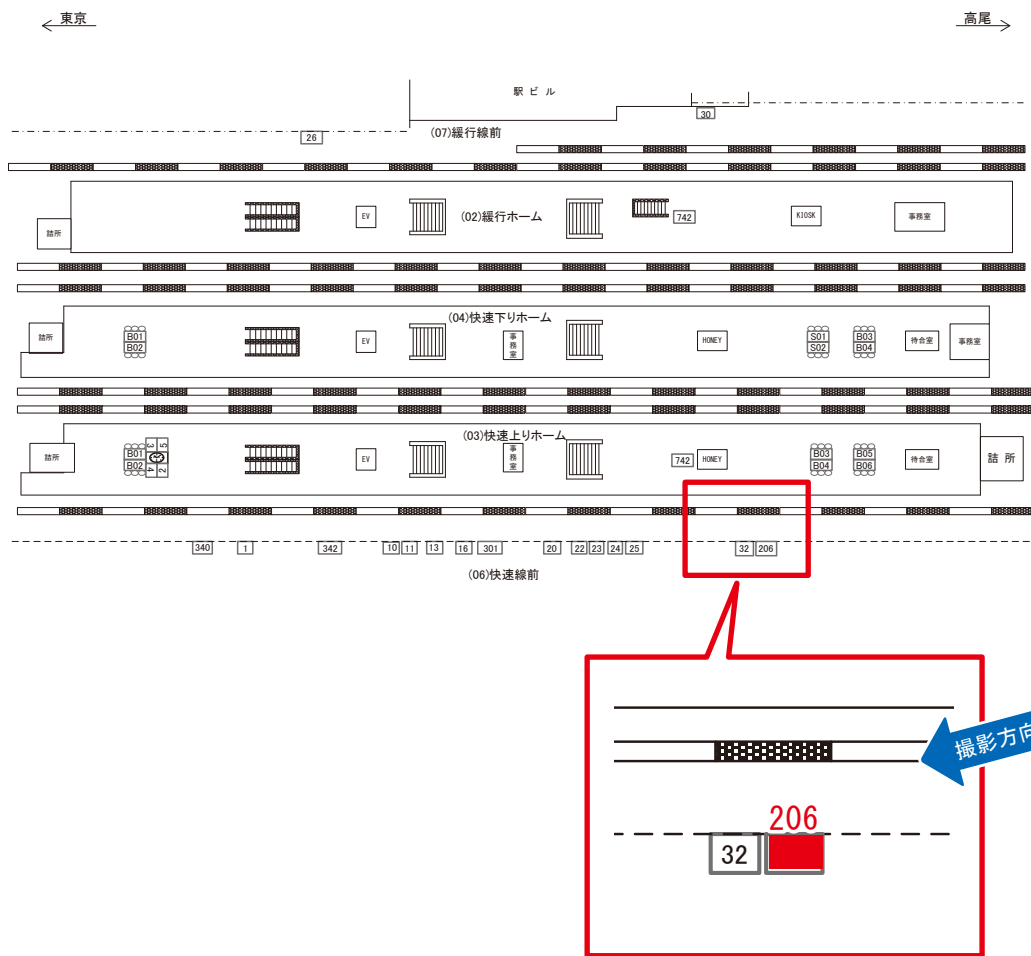 東京
高尾
駅ビル
30
26
(07)緩行線前
詰所
EV
(02)緩行ホーム
742
KIOSK
事務室
(04)快速下りホーム
詰所
B01
B02
EV
事務室
HONEY
S01
S02
B03
B04
待合室
事務室
(03)快速上りホーム
詰所
B01
B02
3
5
4
2
EV
事務室
742
HONEY
B03
B04
B05
B06
待合室
詰所
340
1
342
10
11
13
16
301
20
22
23
24
25
32
206
(06)快速線前
撮影方向
206
32